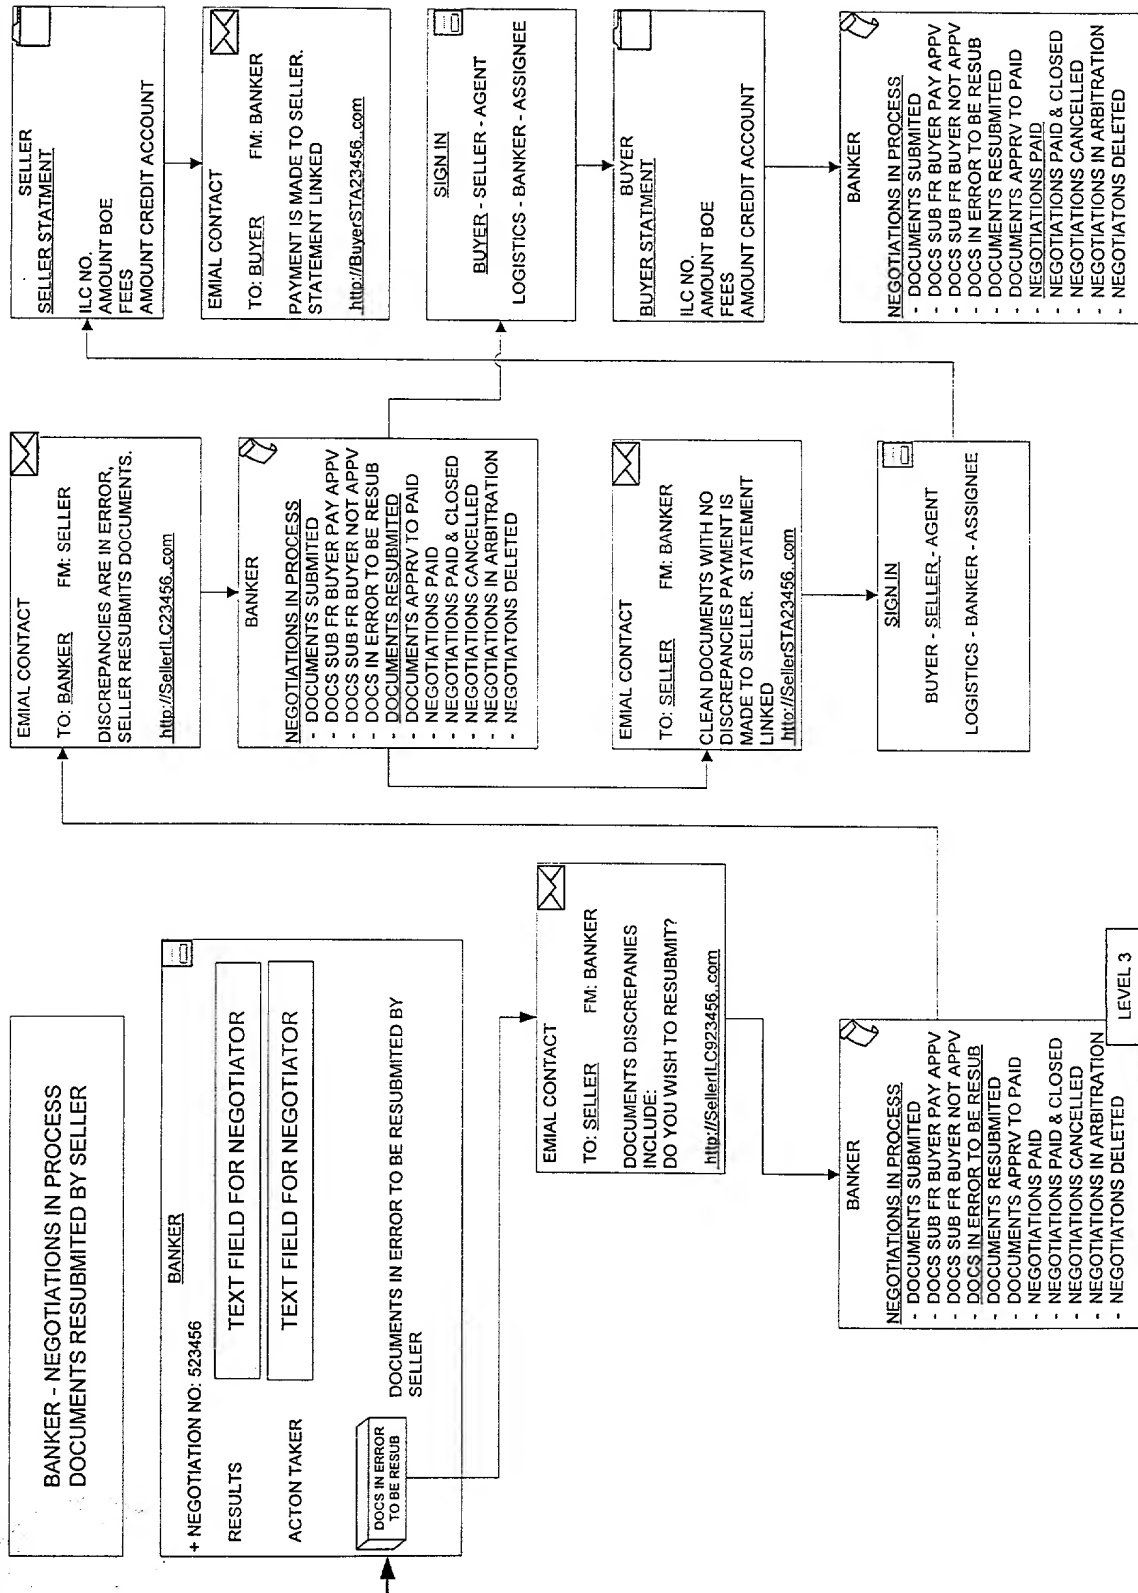 BANKER - NEGOTIATIONS IN PROCESS
DOCUMENTS RESUBMITED BY SELLER
BANKER
+ NEGOTIATION NO: 523456
RESULTS
TEXT FIELD FOR NEGOTIATOR
ACTON TAKER
TEXT FIELD FOR NEGOTIATOR
DOCS IN ERROR
TO BE RESUB
DOCUMENTS IN ERROR TO BE RESUBMITED BY
SELLER
EMIAL CONTACT
TO: SELLER FM: BANKER
DOCUMENTS DISCREPANIES
INCLUDE:
DO YOU WISH TO RESUBMIT?
http://SellerILC923456..com
BANKER
NEGOTIATIONS IN PROCESS
- DOCUMENTS SUBMITED
- DOCS SUB FR BUYER PAY APPV
- DOCS SUB FR BUYER NOT APPV
- DOCS IN ERROR TO BE RESUB
- DOCUMENTS RESUBMITED
- DOCUMENTS APPRV TO PAID
- NEGOTIATIONS PAID
- NEGOTIATIONS PAID & CLOSED
- NEGOTIATIONS CANCELLED
- NEGOTIATIONS IN ARBITRATION
- NEGOTIATONS DELETED
LEVEL 3
EMIAL CONTACT
TO: BANKER FM: SELLER
DISCREPANCIES ARE IN ERROR,
SELLER RESUBMITS DOCUMENTS.
http://SellerILC23456..com
BANKER
NEGOTIATIONS IN PROCESS
- DOCUMENTS SUBMITED
- DOCS SUB FR BUYER PAY APPV
- DOCS SUB FR BUYER NOT APPV
- DOCS IN ERROR TO BE RESUB
- DOCUMENTS RESUBMITED
- DOCUMENTS APPRV TO PAID
- NEGOTIATIONS PAID
- NEGOTIATIONS PAID & CLOSED
- NEGOTIATIONS CANCELLED
- NEGOTIATIONS IN ARBITRATION
- NEGOTIATONS DELETED
EMIAL CONTACT
TO: SELLER FM: BANKER
CLEAN DOCUMENTS WITH NO
DISCREPANCIES PAYMENT IS
MADE TO SELLER. STATEMENT
LINKED
http://SellerSTA23456..com
SIGN IN
BUYER - SELLER - AGENT
LOGISTICS - BANKER - ASSIGNEE
SELLER
SELLER STATMENT
ILC NO.
AMOUNT BOE
FEES
AMOUNT CREDIT ACCOUNT
EMIAL CONTACT
TO: BUYER FM: BANKER
PAYMENT IS MADE TO SELLER.
STATEMENT LINKED
http://BuyerSTA23456..com
SIGN IN
BUYER - SELLER - AGENT
LOGISTICS - BANKER - ASSIGNEE
BUYER
BUYER STATMENT
ILC NO.
AMOUNT BOE
FEES
AMOUNT CREDIT ACCOUNT
BANKER
NEGOTIATIONS IN PROCESS
- DOCUMENTS SUBMITED
- DOCS SUB FR BUYER PAY APPV
- DOCS SUB FR BUYER NOT APPV
- DOCS IN ERROR TO BE RESUB
- DOCUMENTS RESUBMITED
- DOCUMENTS APPRV TO PAID
- NEGOTIATIONS PAID
- NEGOTIATIONS PAID & CLOSED
- NEGOTIATIONS CANCELLED
- NEGOTIATIONS IN ARBITRATION
- NEGOTIATONS DELETED